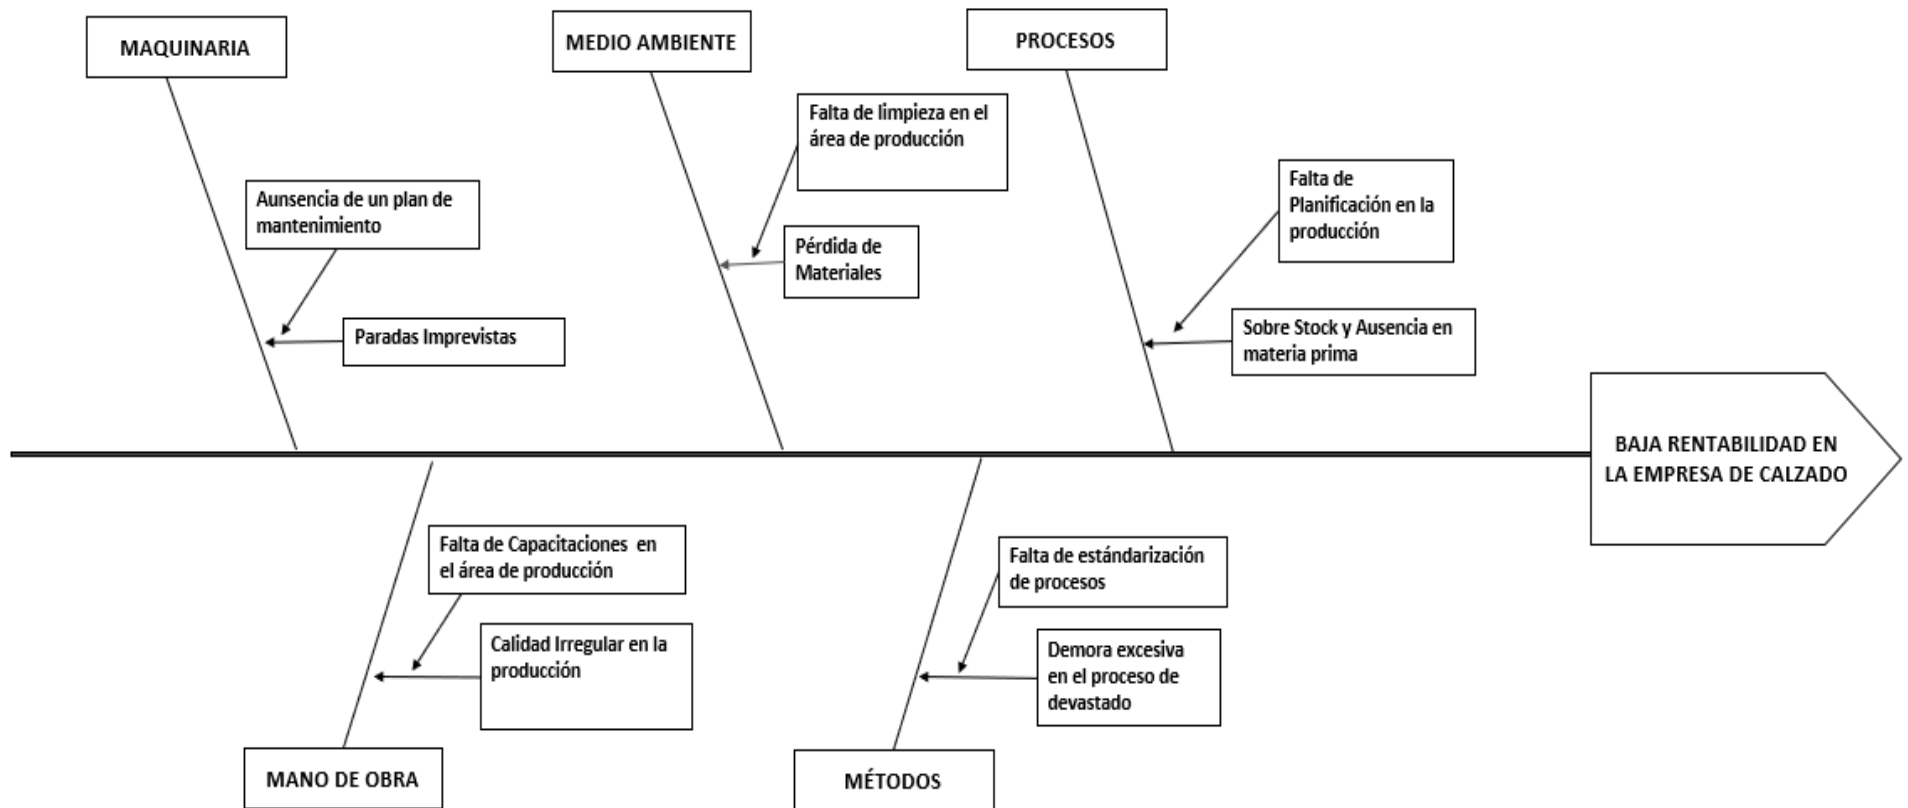 MAQUINARIA
MEDIO AMBIENTE
PROCESOS
Falta de limpieza en el
área de producción
Aunsencia de un plan de
mantenimiento
Falta de
Planificación en la
producción
Pérdida de
Materiales
Paradas Imprevistas
Sobre Stock y Ausencia en
materia prima
BAJA RENTABILIDAD EN
LA EMPRESA DE CALZADO
Falta de Capacitaciones en
el área de producción
Falta de estándarización
de procesos
Calidad Irregular en la
producción
Demora excesiva
en el proceso de
devastado
MANO DE OBRA
MÉTODOS